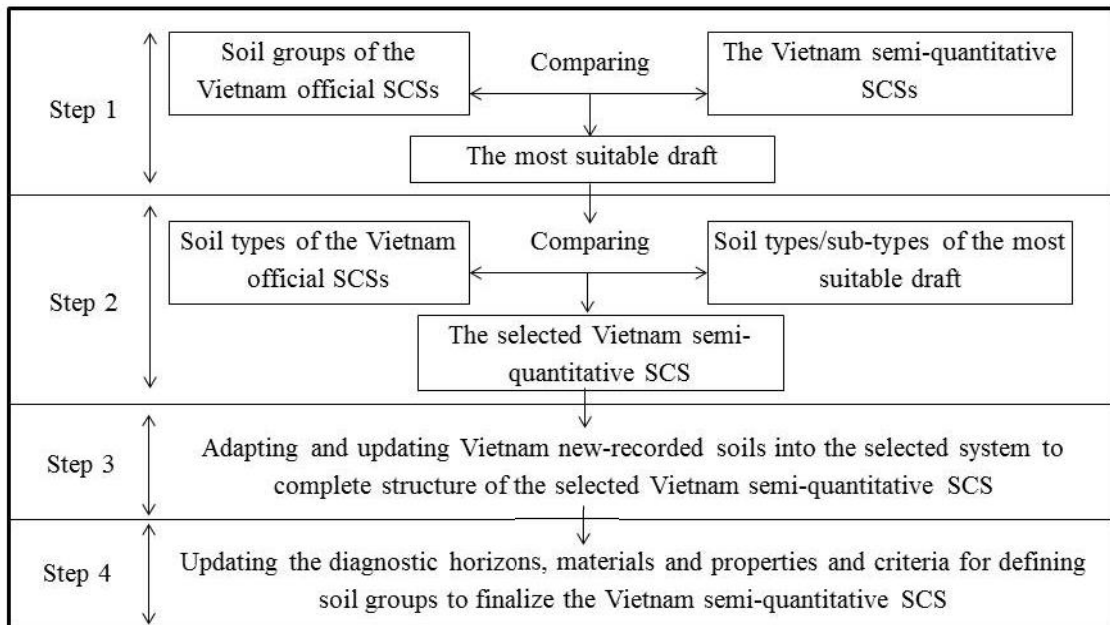 Step 1
Soil groups of the
Vietnam official SCSs
Comparing
The Vietnam semi-quantitative
SCSs
The most suitable draft
Step 2
Soil types of the Vietnam
official SCSs
Comparing
Soil types/sub-types of the most
suitable draft
The selected Vietnam semi-
quantitative SCS
Step 3
Adapting and updating Vietnam new-recorded soils into the selected system to
complete structure of the selected Vietnam semi-quantitative SCS
Step 4
Updating the diagnostic horizons, materials and properties and criteria for defining
soil groups to finalize the Vietnam semi-quantitative SCS